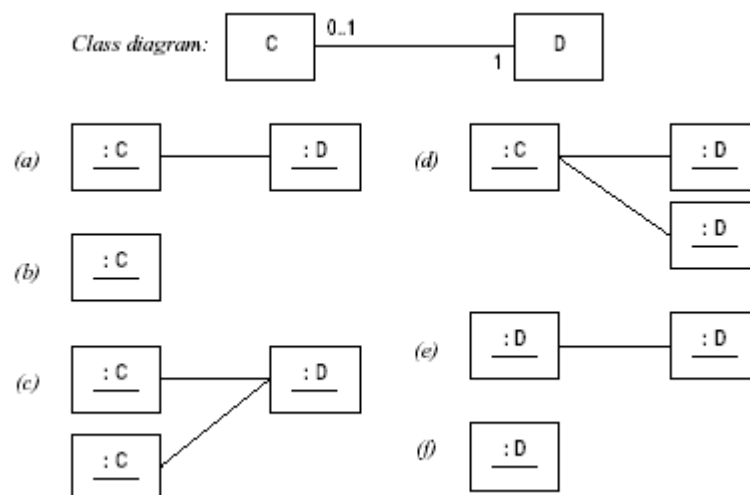 Class diagram: C 0..1 1 D
(a) : C : D
(b) : C
(c) : C : D
: C
(d) : C : D
: D
(e) : D : D
(f) : D